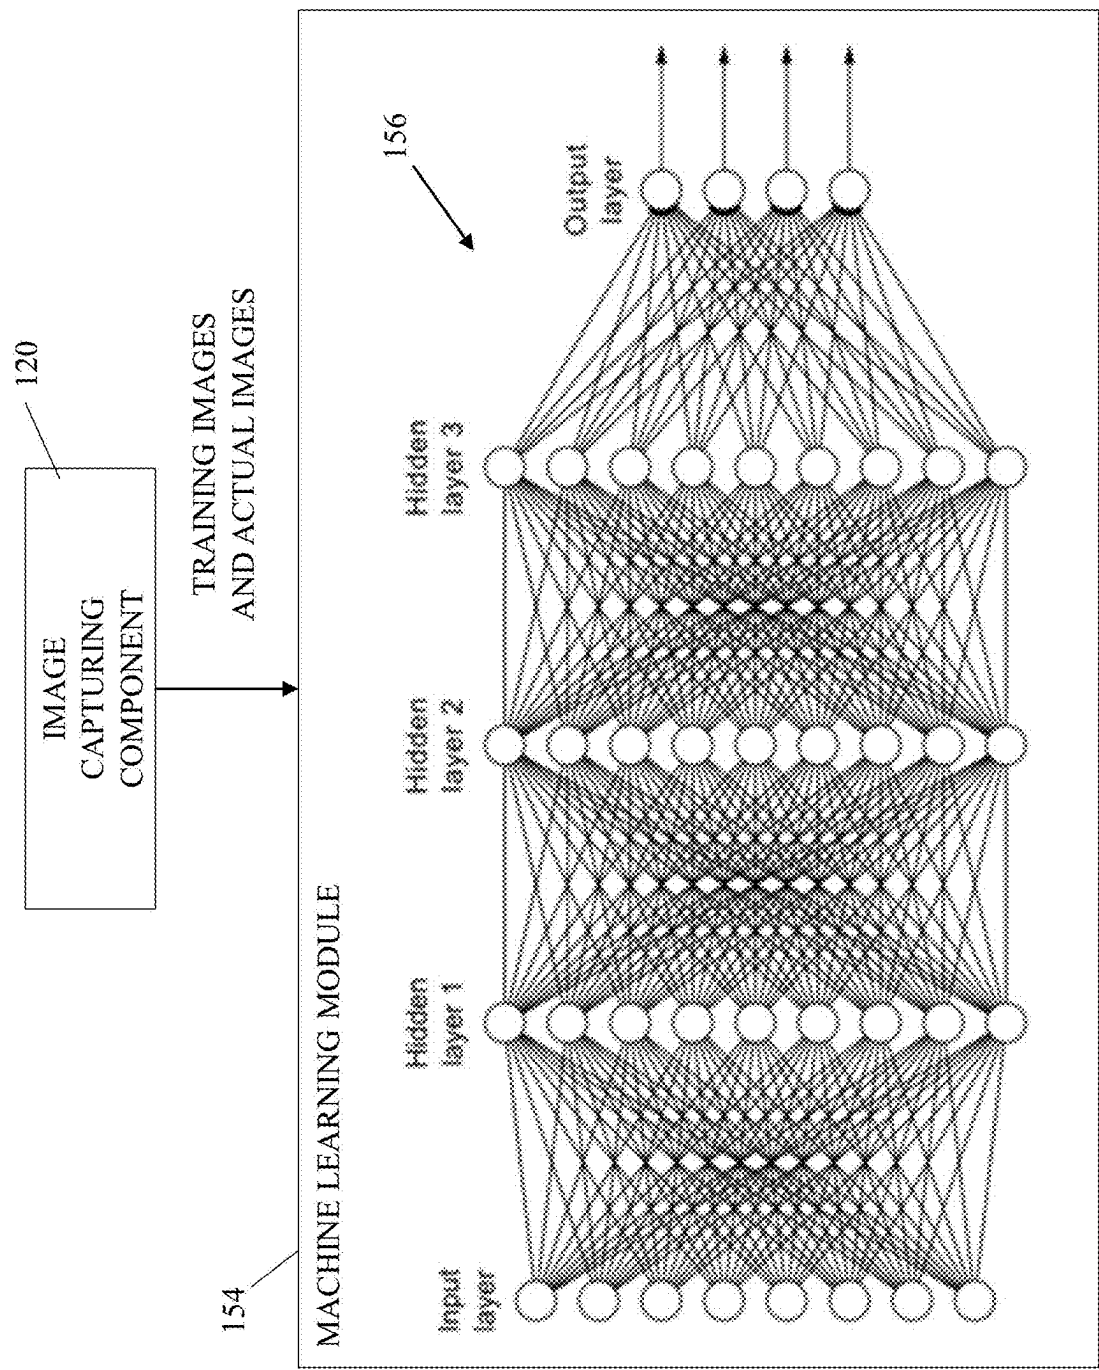 120
IMAGE
CAPTURING
COMPONENT
TRAINING IMAGES
AND ACTUAL IMAGES
154
MACHINE LEARNING MODULE
156
Input
layer
Hidden
layer 1
Hidden
layer 2
Hidden
layer 3
Output
layer